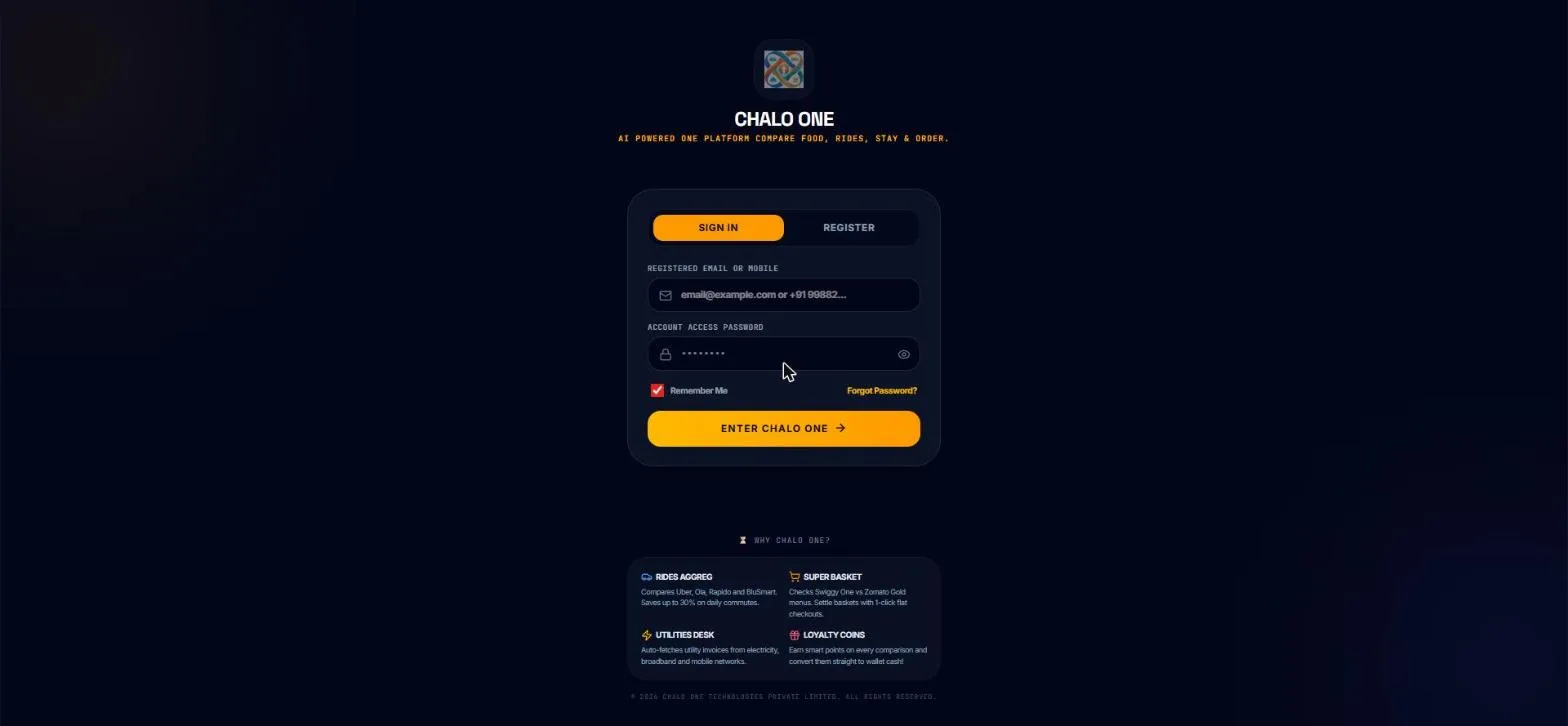 CHALO ONE
AI POWERED ONE PLATFORM COMPARE FOOD, RIDES, STAY & ORDER.
SIGN IN
REGISTER
REGISTERED EMAIL OR MOBILE
email@example.com or +91 99882...
ACCOUNT ACCESS PASSWORD
••••••••
Remember Me
Forgot Password?
ENTER CHALO ONE →
⏳ WHY CHALO ONE?
RIDES AGGREG
Compares Uber, Ola, Rapido and BluSmart.
Saves up to 30% on daily commutes.
SUPER BASKET
Checks Swiggy One vs Zomato Gold
menus. Settle baskets with 1-click flat
checkouts.
UTILITIES DESK
Auto-fetches utility invoices from electricity,
broadband and mobile networks.
LOYALTY COINS
Earn smart points on every comparison and
convert them straight to wallet cash!
© 2026 CHALO ONE TECHNOLOGIES PRIVATE LIMITED. ALL RIGHTS RESERVED.